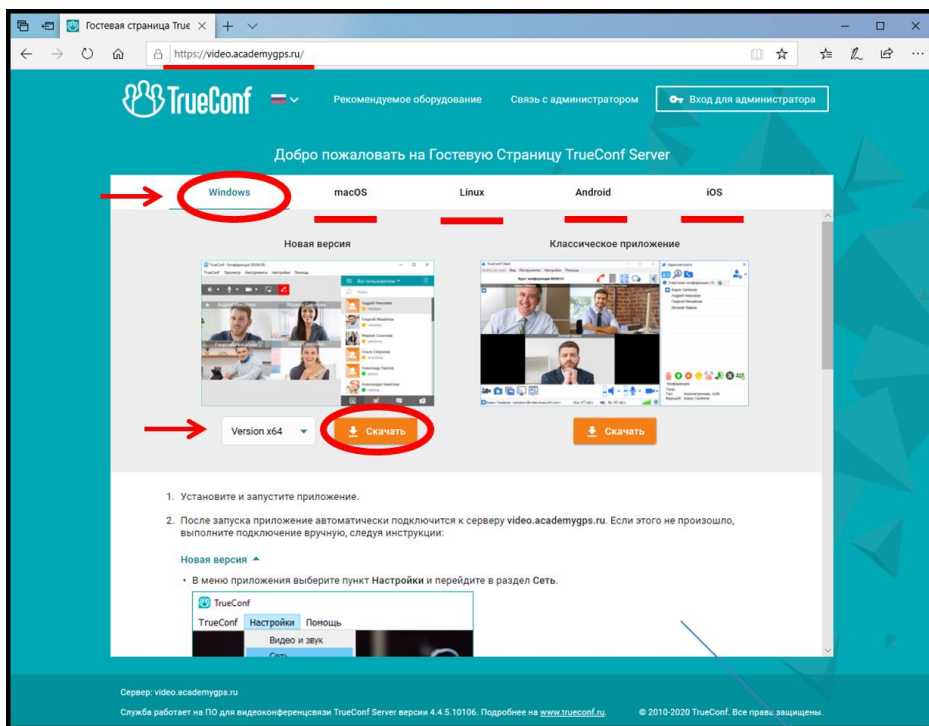 Гостевая страница True
https://video.academygps.ru/
TrueConf
Рекомендуемое оборудование
Связь с администратором
Вход для администратора
Добро пожаловать на Гостевую Страницу TrueConf Server
Windows
macOS
Linux
Android
iOS
Новая версия
Классическое приложение
Version x64
Скачать
Скачать
1. Установите и запустите приложение.
2. После запуска приложение автоматически подключится к серверу video.academygps.ru. Если этого не произошло,
выполните подключение вручную, следуя инструкции:
Новая версия
• В меню приложения выберите пункт Настройки и перейдите в раздел Сеть.
TrueConf
TrueConf Настройки Помощь
Видео и звук
Сеть
Сервер: video.academygps.ru
Служба работает на ПО для видеоконференцсвязи TrueConf Server версии 4.4.5.10106. Подробнее на www.trueconf.ru.
© 2010-2020 TrueConf. Все права защищены.